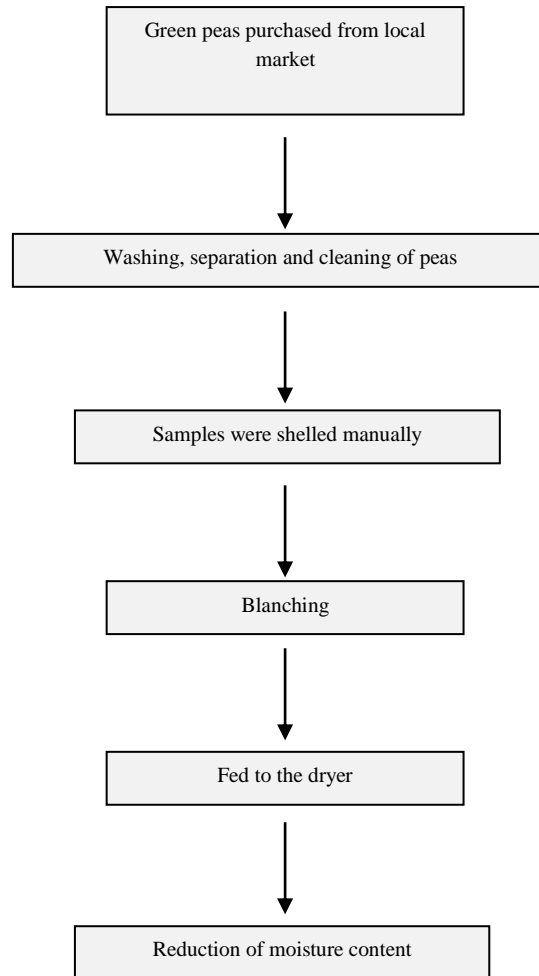 Green peas purchased from local
market
Washing, separation and cleaning of peas
Samples were shelled manually
Blanching
Fed to the dryer
Reduction of moisture content